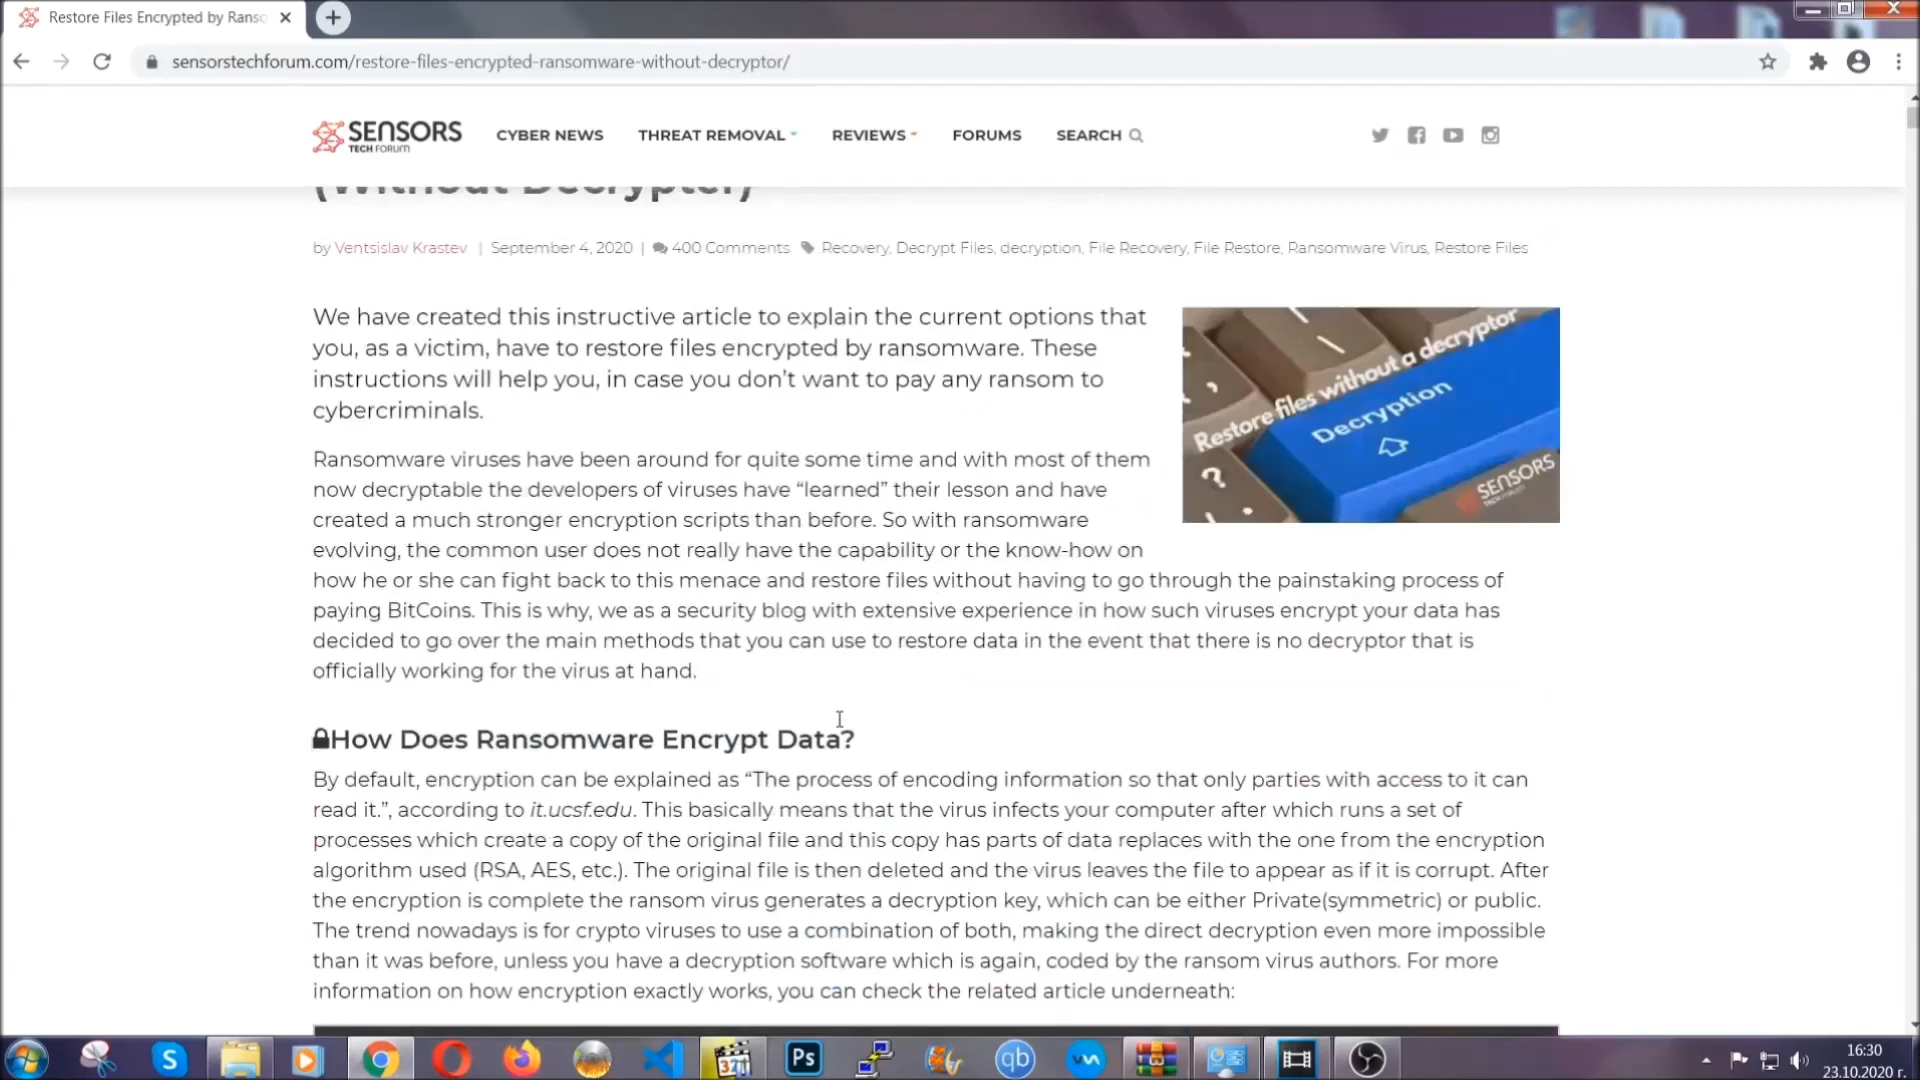 Restore Files Encrypted by Ranso
sensorstechforum.com/restore-files-encrypted-ransomware-without-decryptor/
SENSORS
TECH FORUM
CYBER NEWS THREAT REMOVAL REVIEWS FORUMS SEARCH
(Without Decrypter)
by Ventsislav Krastev | September 4, 2020 | 400 Comments Recovery, Decrypt Files, decryption, File Recovery, File Restore, Ransomware Virus, Restore Files
We have created this instructive article to explain the current options that
you, as a victim, have to restore files encrypted by ransomware. These
instructions will help you, in case you don’t want to pay any ransom to
cybercriminals.
Restore files without a decryptor
Decryption
SENSORS
Ransomware viruses have been around for quite some time and with most of them
now decryptable the developers of viruses have “learned” their lesson and have
created a much stronger encryption scripts than before. So with ransomware
evolving, the common user does not really have the capability or the know-how on
how he or she can fight back to this menace and restore files without having to go through the painstaking process of
paying BitCoins. This is why, we as a security blog with extensive experience in how such viruses encrypt your data has
decided to go over the main methods that you can use to restore data in the event that there is no decryptor that is
officially working for the virus at hand.
How Does Ransomware Encrypt Data?
By default, encryption can be explained as “The process of encoding information so that only parties with access to it can
read it.”, according to it.ucsf.edu. This basically means that the virus infects your computer after which runs a set of
processes which create a copy of the original file and this copy has parts of data replaces with the one from the encryption
algorithm used (RSA, AES, etc.). The original file is then deleted and the virus leaves the file to appear as if it is corrupt. After
the encryption is complete the ransom virus generates a decryption key, which can be either Private(symmetric) or public.
The trend nowadays is for crypto viruses to use a combination of both, making the direct decryption even more impossible
than it was before, unless you have a decryption software which is again, coded by the ransom virus authors. For more
information on how encryption exactly works, you can check the related article underneath:
S
321
Ps
qb
16:30
23.10.2020 г.